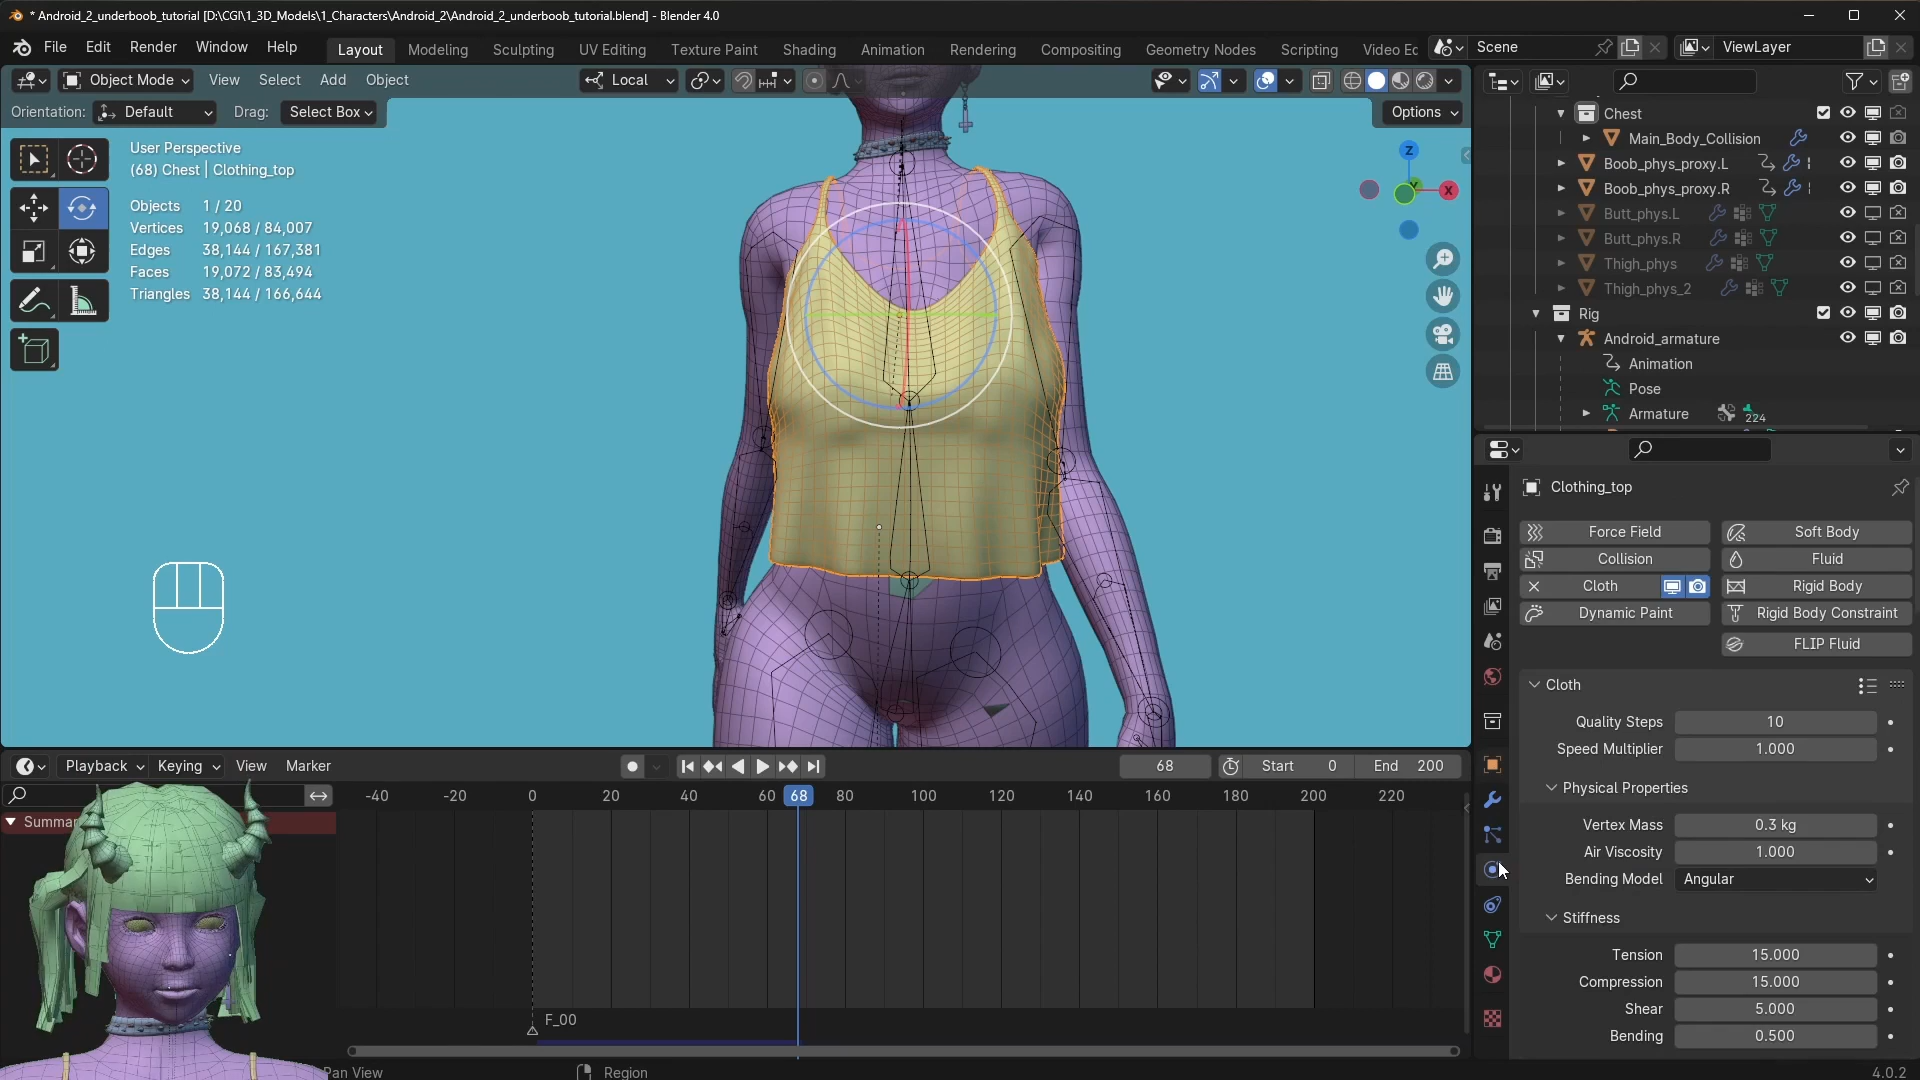 * Android_2_underboob_tutorial [D:\CGI\1_3D_Models\1_Characters\Android_2\Android_2_underboob_tutorial.blend] - Blender 4.0
File Edit Render Window Help Layout Modeling Sculpting UV Editing Texture Paint Shading Animation Rendering Compositing Geometry Nodes Scripting Video Ec Scene ViewLayer
Object Mode View Select Add Object Local
Orientation: Default Drag: Select Box Options
User Perspective
(68) Chest | Clothing_top
Objects 1 / 20
Vertices 19,068 / 84,007
Edges 38,144 / 167,381
Faces 19,072 / 83,494
Triangles 38,144 / 166,644
Z
Y
X
Chest
Main_Body_Collision
Boob_phys_proxy.L
Boob_phys_proxy.R
Butt_phys.L
Butt_phys.R
Thigh_phys
Thigh_phys_2
Rig
Android_armature
Animation
Pose
Armature 224
Clothing_top
Force Field Soft Body
Collision Fluid
Cloth Rigid Body
Dynamic Paint Rigid Body Constraint
FLIP Fluid
Cloth
Quality Steps 10
Speed Multiplier 1.000
Physical Properties
Vertex Mass 0.3 kg
Air Viscosity 1.000
Bending Model Angular
Stiffness
Tension 15.000
Compression 15.000
Shear 5.000
Bending 0.500
Playback Keying View Marker 68 Start 0 End 200
-40 -20 0 20 40 60 68 80 100 120 140 160 180 200 220
Summar
F_00
Pan View Region 4.0.2